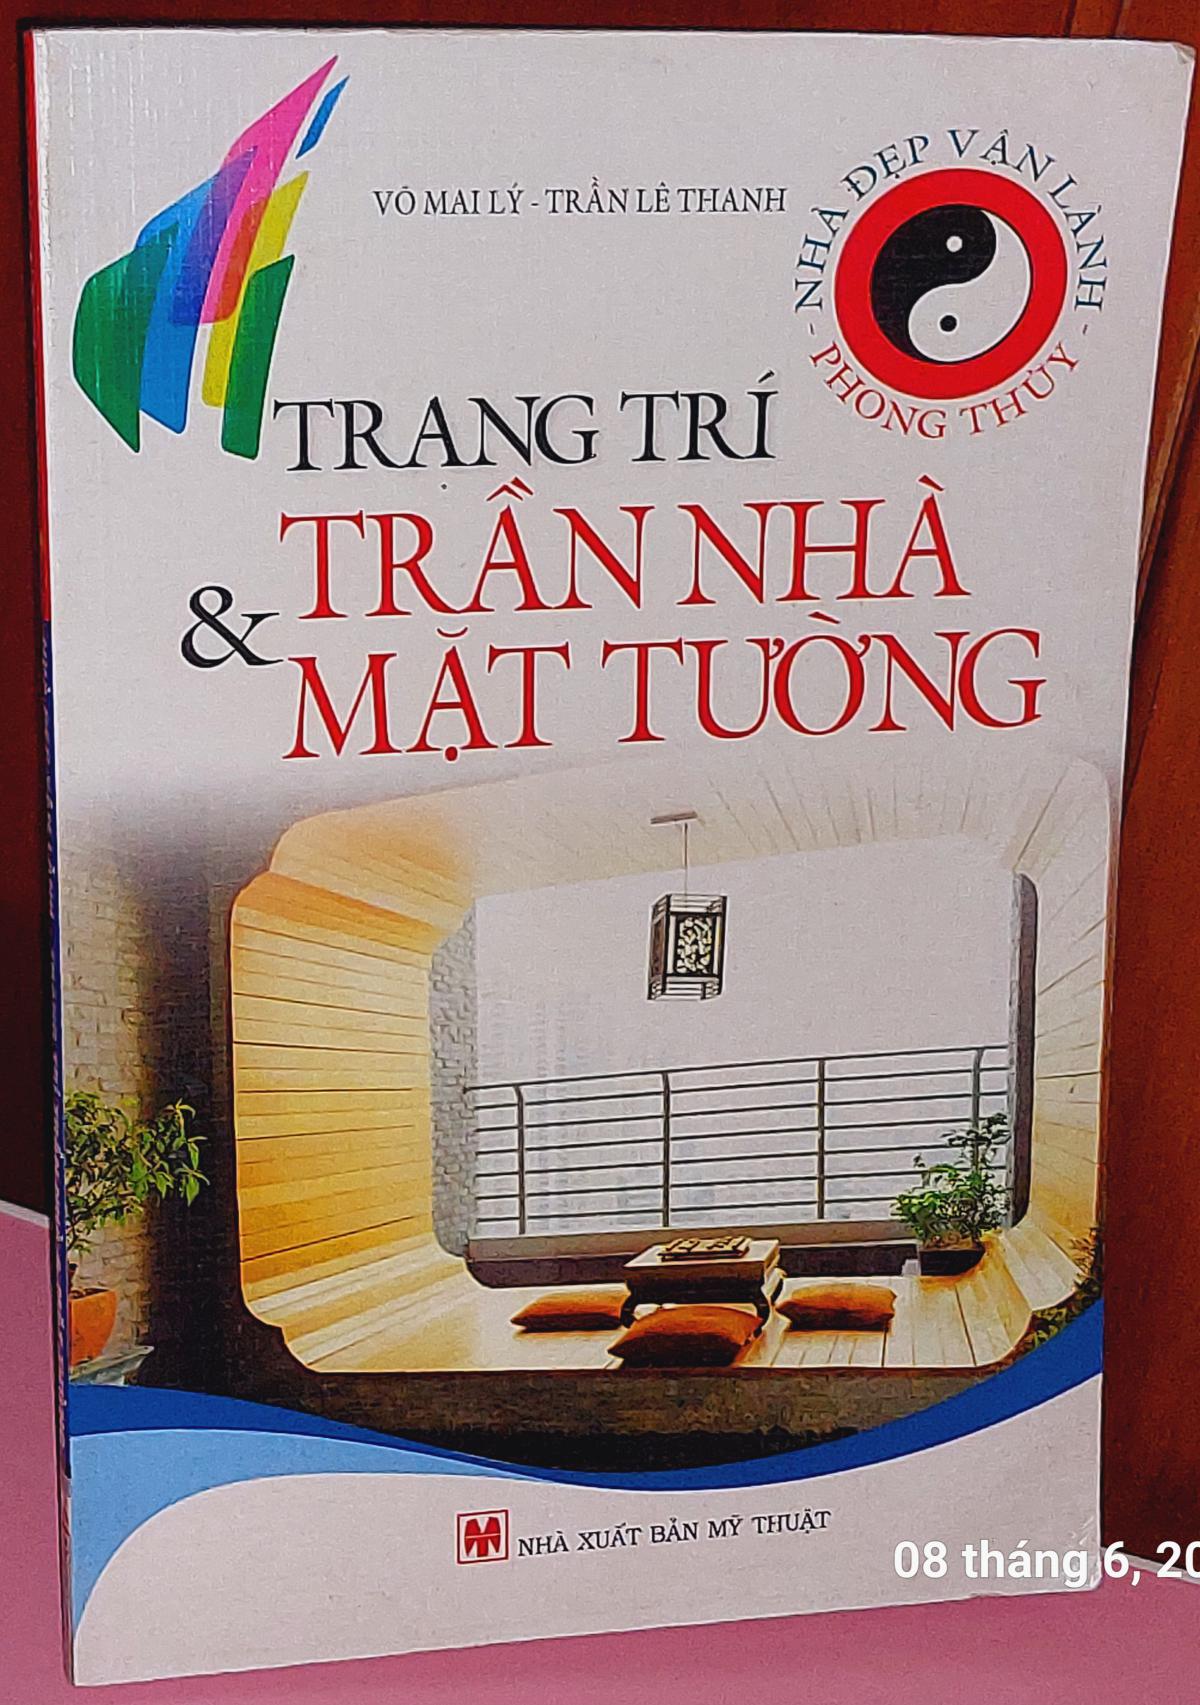 VÕ MAI LÝ - TRẦN LÊ THANH
NHÀ ĐẸP VẬN LÀNH
- PHONG THỦY -
TRANG TRÍ
TRẦN NHÀ
& MẶT TƯỜNG
NHÀ XUẤT BẢN MỸ THUẬT
08 tháng 6, 20